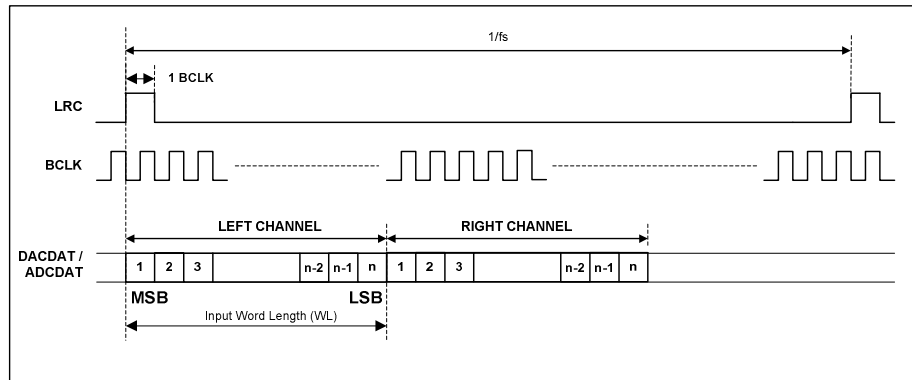 1/fs
1 BCLK
LRC
BCLK
LEFT CHANNEL
RIGHT CHANNEL
DACDAT /
ADCDAT
1 2 3 n-2 n-1 n 1 2 3 n-2 n-1 n
MSB LSB
Input Word Length (WL)